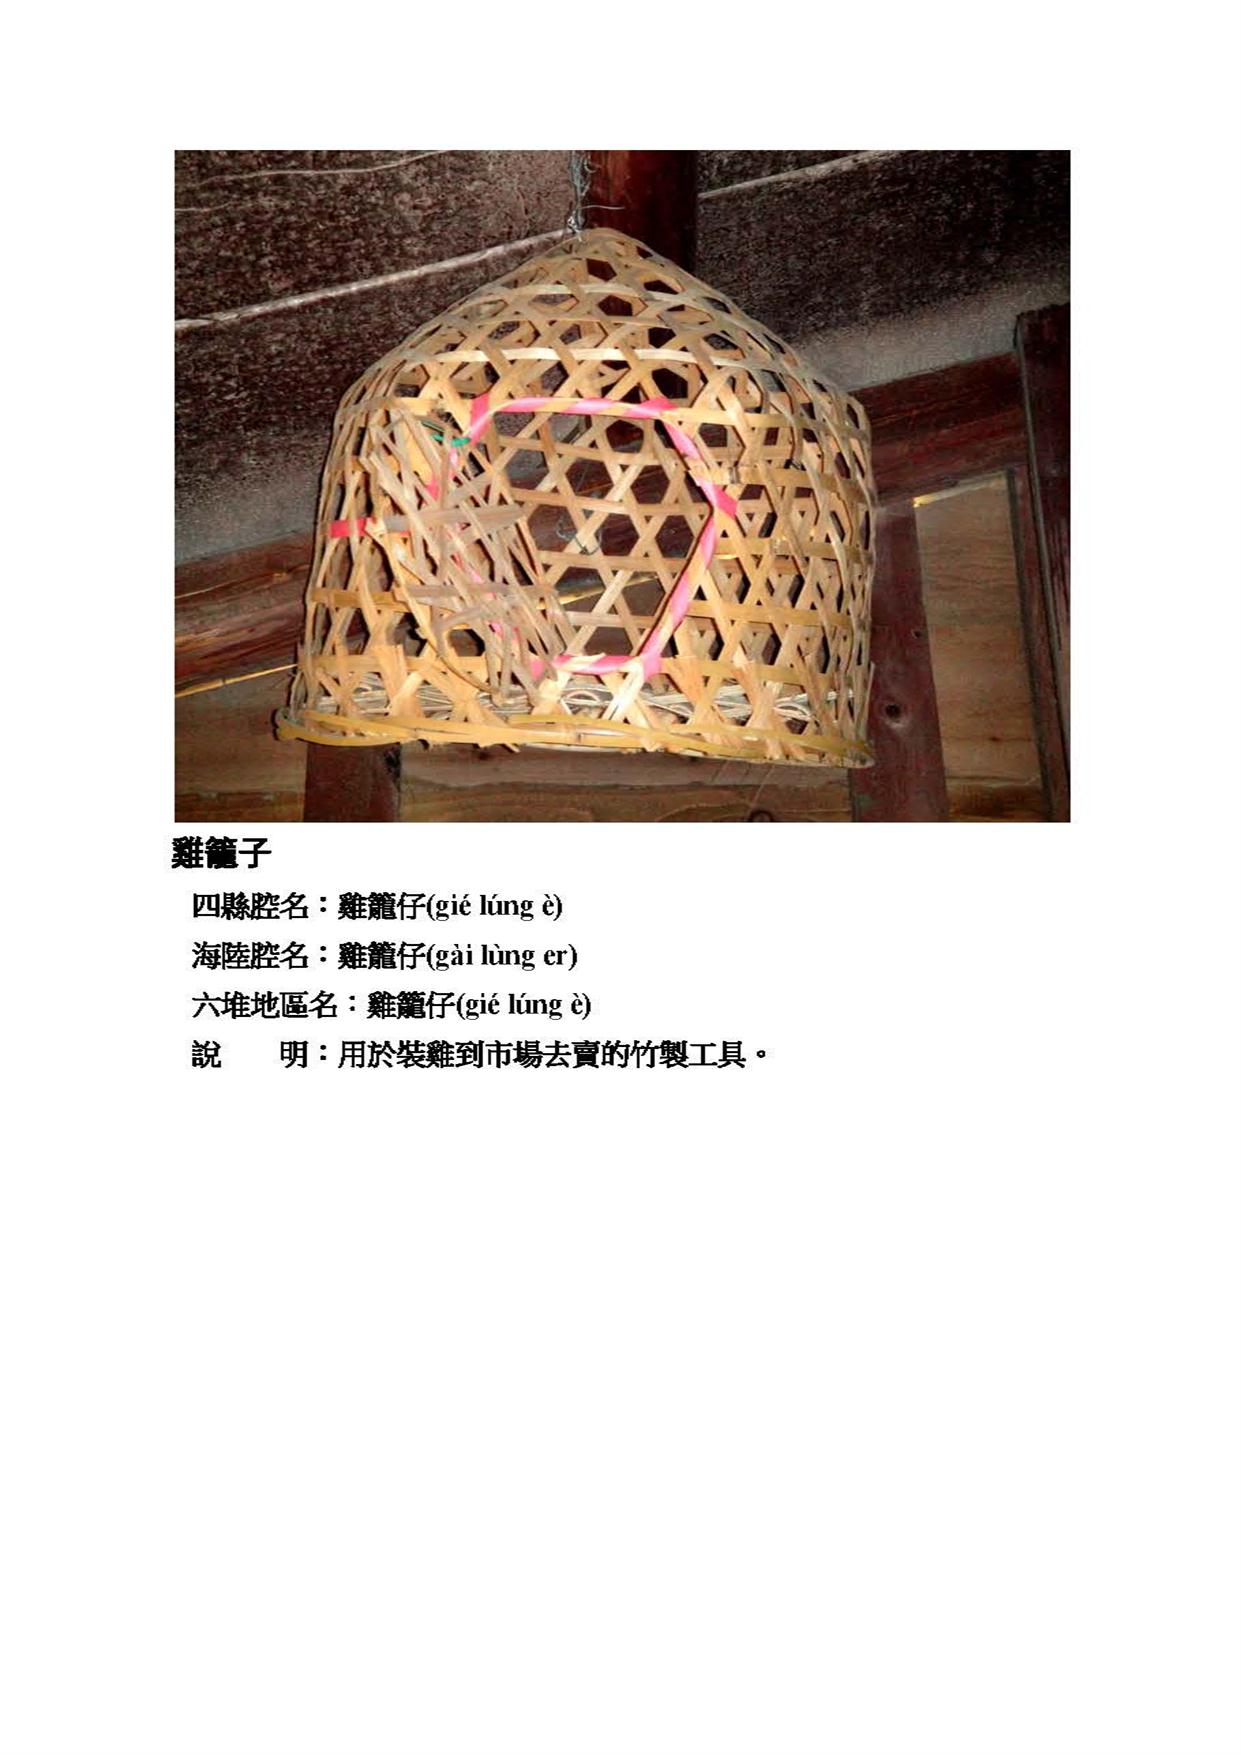 雞籠子
四縣腔名：雞籠仔(gié lúng è)
海陸腔名：雞籠仔(gài lùng er)
六堆地區名：雞籠仔(gié lúng è)
說　　明：用於裝雞到市場去賣的竹製工具。